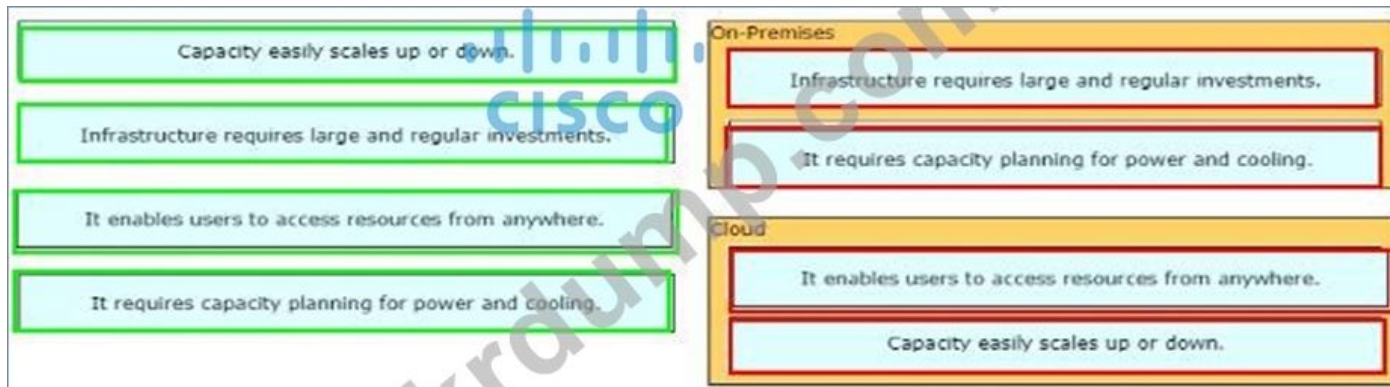 Capacity easily scales up or down.
Infrastructure requires large and regular investments.
It enables users to access resources from anywhere.
It requires capacity planning for power and cooling.
CISCO
On-Premises
Infrastructure requires large and regular investments.
It requires capacity planning for power and cooling.
Cloud
It enables users to access resources from anywhere.
Capacity easily scales up or down.
krdump.com